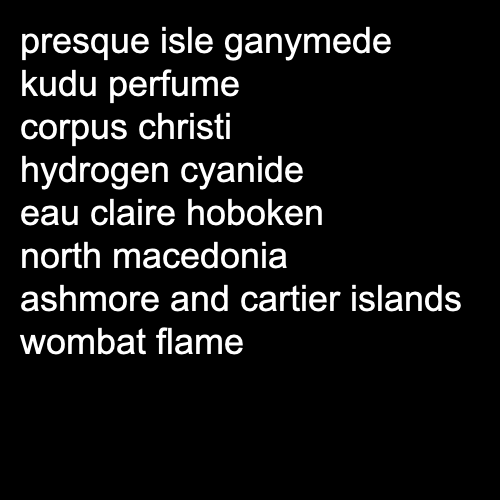 presque isle ganymede
kudu perfume
corpus christi
hydrogen cyanide
eau claire hoboken
north macedonia
ashmore and cartier islands
wombat flame